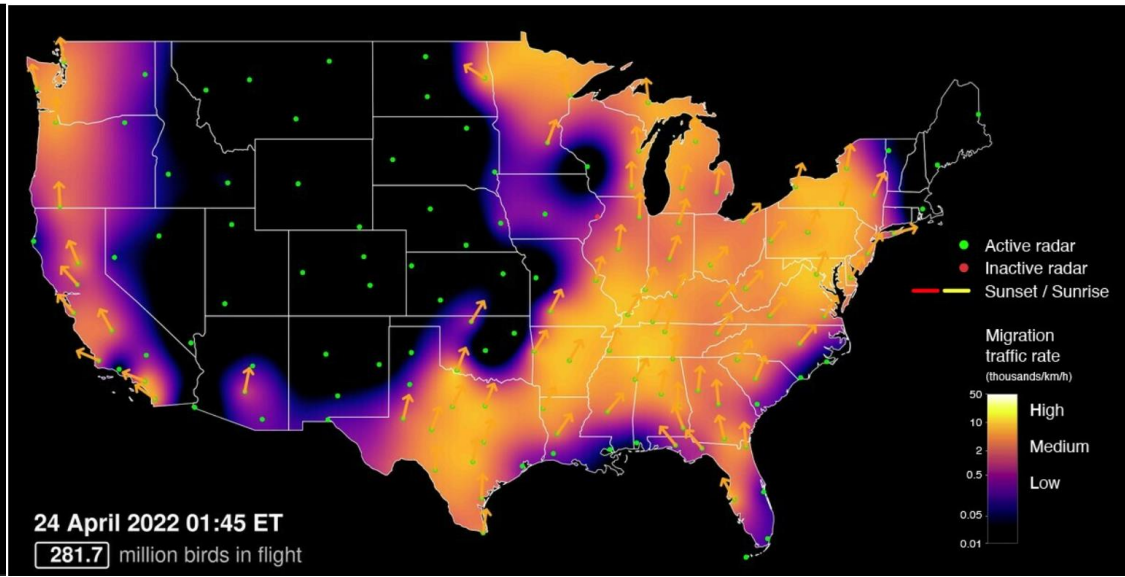 Active radar
Inactive radar
Sunset / Sunrise
Migration
traffic rate
(thousands/km/h)
50
High
10
Medium
2
0.5
Low
0.05
0.01
24 April 2022 01:45 ET
281.7 million birds in flight